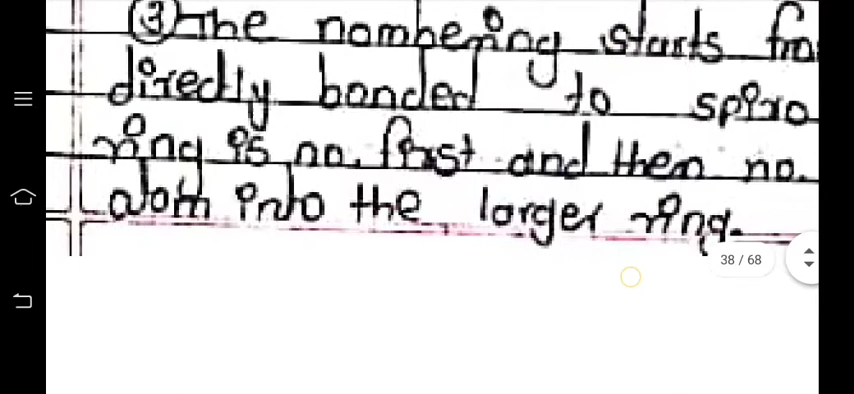 ③ The nombering starts fro
directly bonded to spiro
ring is no. first and then no.
atom into the larger ring.
38 / 68